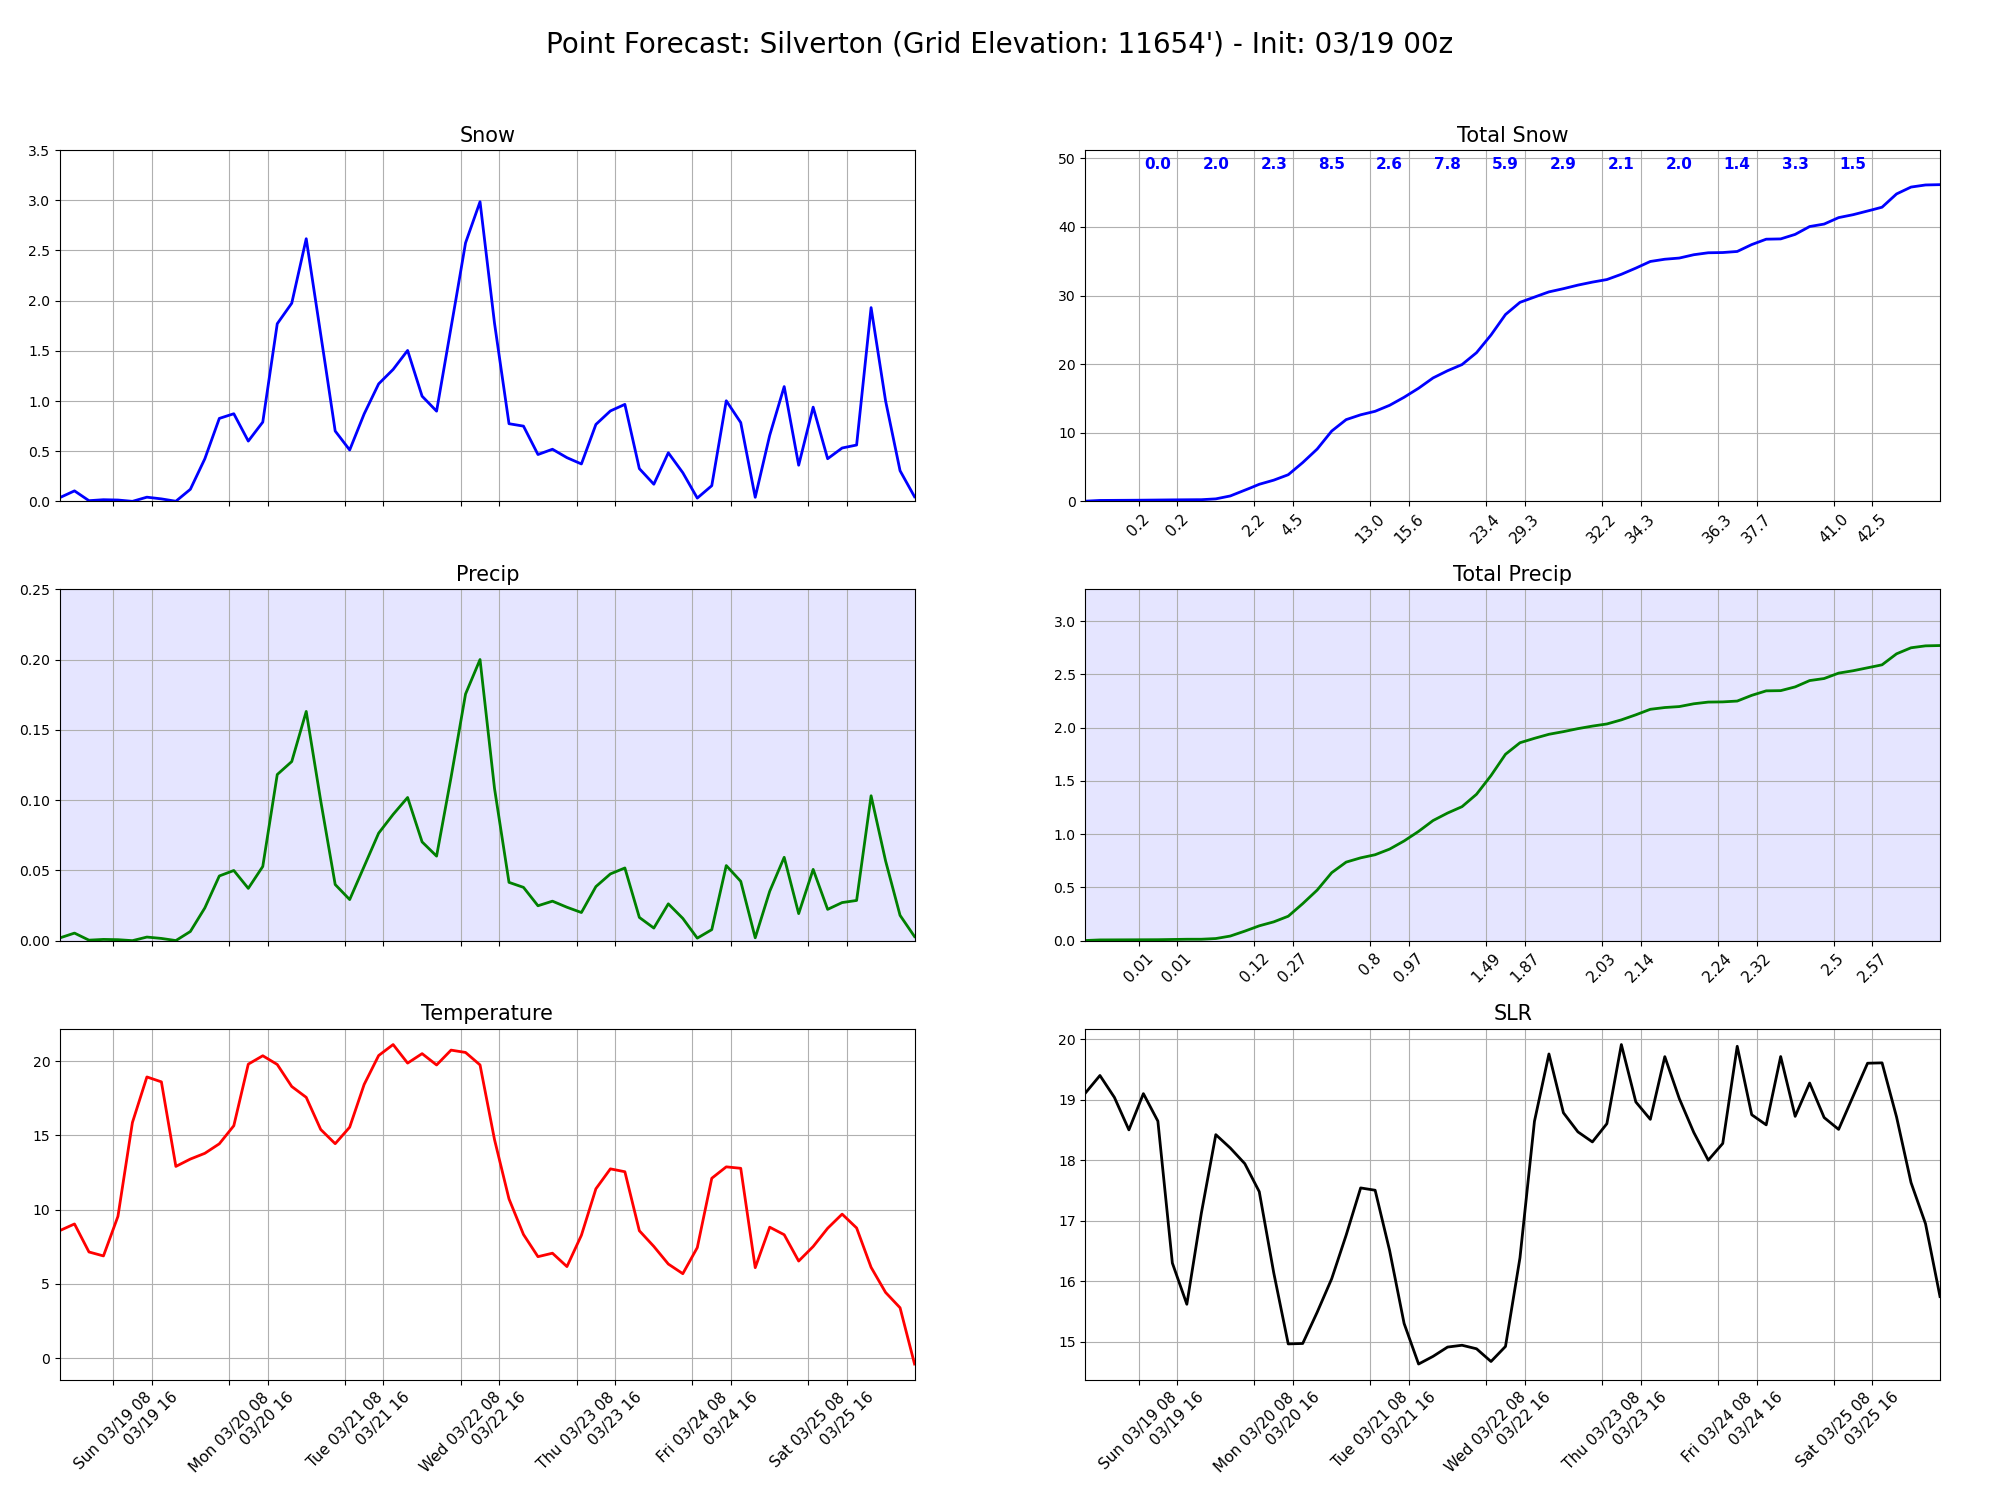 Point Forecast: Silverton (Grid Elevation: 11654') - Init: 03/19 00z
Snow
3.5
3.0
2.5
2.0
1.5
1.0
0.5
0.0
Total Snow
50
40
30
20
10
0
0.0 2.0 2.3 8.5 2.6 7.8 5.9 2.9 2.1 2.0 1.4 3.3 1.5
0.2 0.2 2.2 4.5 13.0 15.6 23.4 29.3 32.2 34.3 36.3 37.7 41.0 42.5
Precip
0.25
0.20
0.15
0.10
0.05
0.00
Total Precip
3.0
2.5
2.0
1.5
1.0
0.5
0.0
0.01 0.01 0.12 0.27 0.8 0.97 1.49 1.87 2.03 2.14 2.24 2.32 2.5 2.57
Temperature
20
15
10
5
0
Sun 03/19 08
03/19 16
Mon 03/20 08
03/20 16
Tue 03/21 08
03/21 16
Wed 03/22 08
03/22 16
Thu 03/23 08
03/23 16
Fri 03/24 08
03/24 16
Sat 03/25 08
03/25 16
SLR
20
19
18
17
16
15
Sun 03/19 08
03/19 16
Mon 03/20 08
03/20 16
Tue 03/21 08
03/21 16
Wed 03/22 08
03/22 16
Thu 03/23 08
03/23 16
Fri 03/24 08
03/24 16
Sat 03/25 08
03/25 16